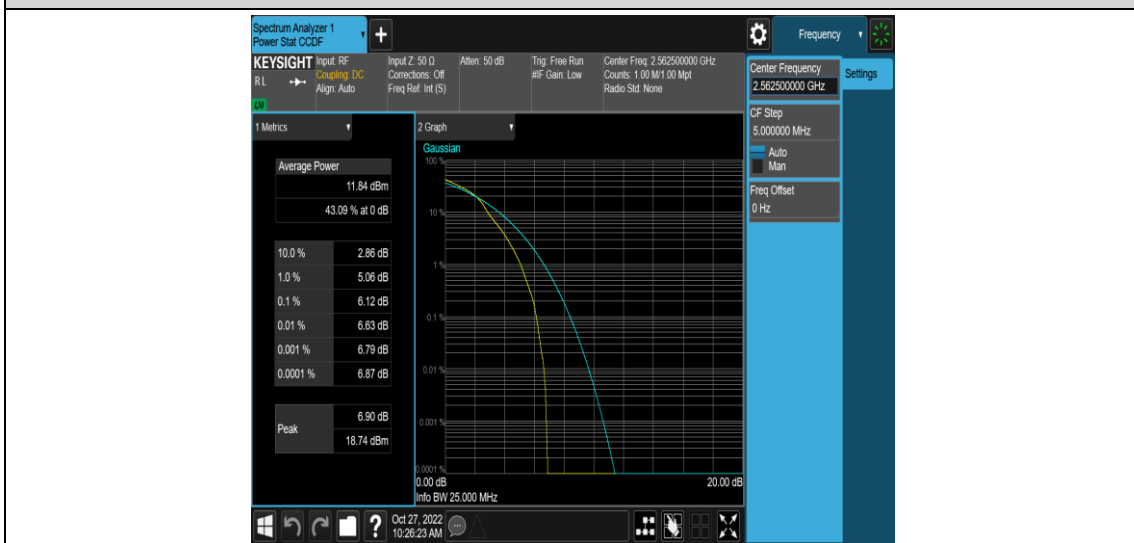 Spectrum Analyzer 1
Power Stat CCDF
+
Frequency
KEYSIGHT
RL
LXI
Input: RF
Coupling: DC
Align: Auto
Input Z: 50 Ω
Corrections: Off
Freq Ref: Int (S)
Atten: 50 dB
Trig: Free Run
#IF Gain: Low
Center Freq: 2.562500000 GHz
Counts: 1.00 M/1.00 Mpt
Radio Std: None
Center Frequency
2.562500000 GHz
Settings
CF Step
5.000000 MHz
Auto
Man
Freq Offset
0 Hz
1 Metrics
Average Power
11.84 dBm
43.09 % at 0 dB
10.0 % 2.86 dB
1.0 % 5.06 dB
0.1 % 6.12 dB
0.01 % 6.63 dB
0.001 % 6.79 dB
0.0001 % 6.87 dB
Peak
6.90 dB
18.74 dBm
2 Graph
Gaussian
100 %
10 %
1 %
0.1 %
0.01 %
0.001 %
0.0001 %
0.00 dB 20.00 dB
Info BW 25.000 MHz
?
Oct 27, 2022
10:26:23 AM